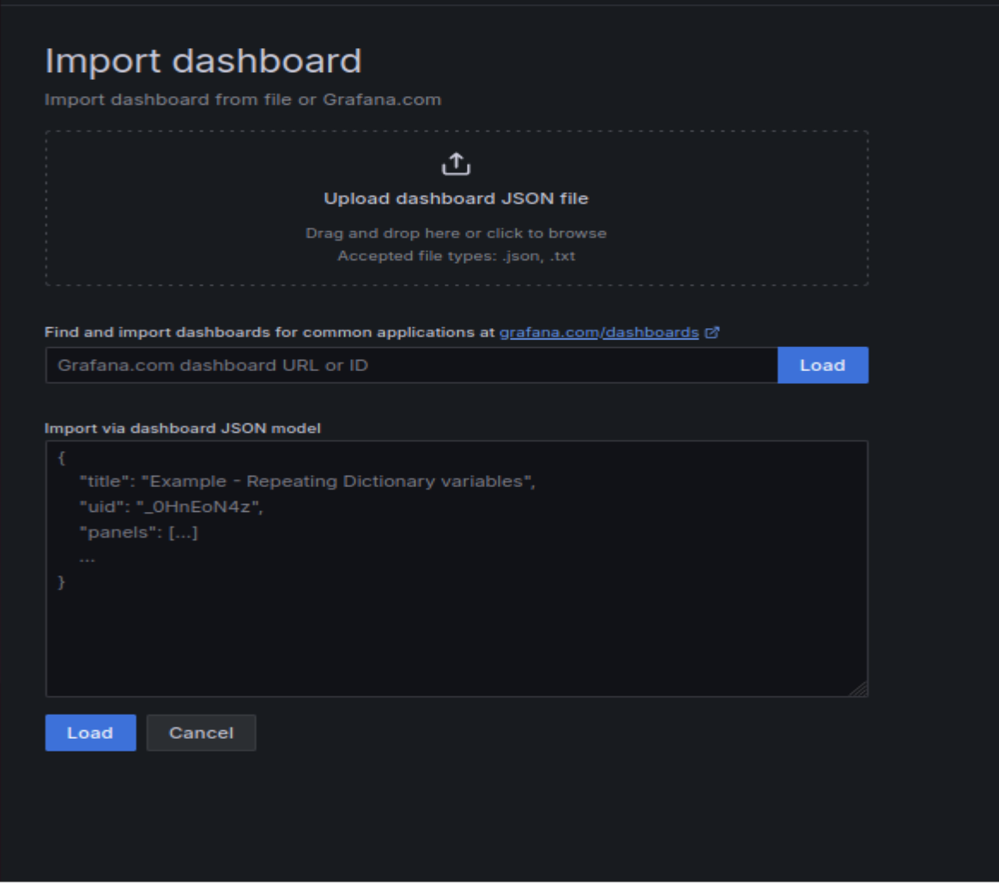 Import dashboard
Import dashboard from file or Grafana.com
Upload dashboard JSON file
Drag and drop here or click to browse
Accepted file types: .json, .txt
Find and import dashboards for common applications at grafana.com/dashboards
Grafana.com dashboard URL or ID
Load
Import via dashboard JSON model
{
"title": "Example - Repeating Dictionary variables",
"uid": "_0HnEoN4z",
"panels": [...]
...
}
Load
Cancel